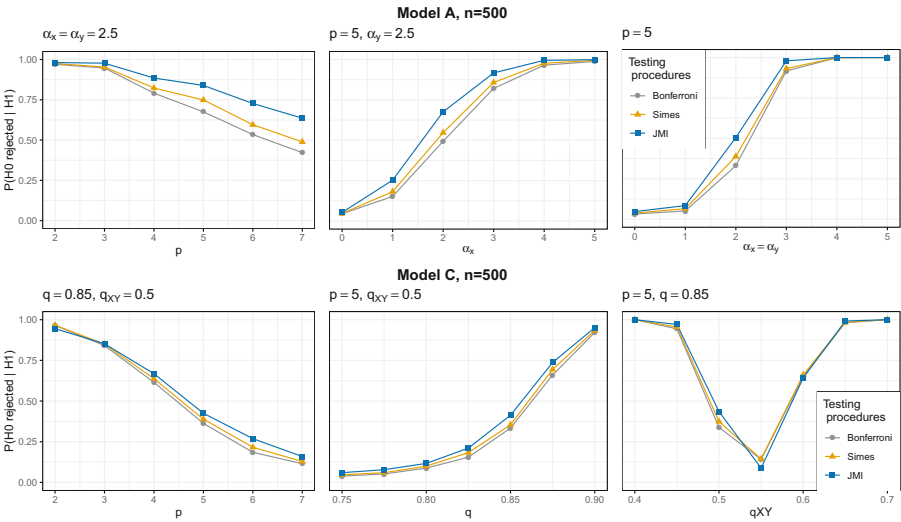 Model A, n=500
αx = αy = 2.5
p = 5, αy = 2.5
p = 5
P(H0 rejected | H1)
1.00
0.75
0.50
0.25
0.00
2 3 4 5 6 7
p
0 1 2 3 4 5
αx
Testing
procedures
Bonferroni
Simes
JMI
0 1 2 3 4 5
αx = αy
Model C, n=500
q = 0.85, qXY = 0.5
p = 5, qXY = 0.5
p = 5, q = 0.85
P(H0 rejected | H1)
1.00
0.75
0.50
0.25
0.00
2 3 4 5 6 7
p
0.75 0.80 0.85 0.90
q
Testing
procedures
Bonferroni
Simes
JMI
0.4 0.5 0.6 0.7
qXY